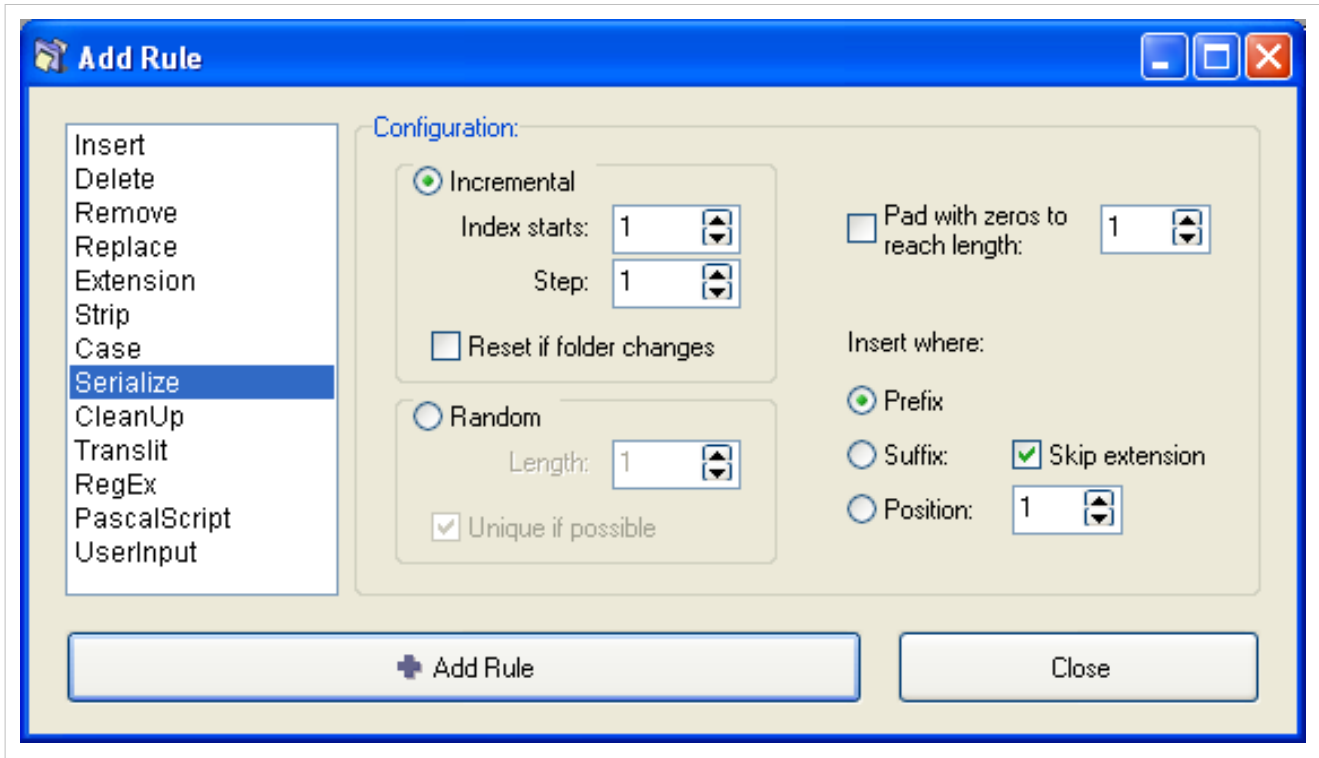 Add Rule
Insert
Delete
Remove
Replace
Extension
Strip
Case
Serialize
CleanUp
Translit
RegEx
PascalScript
UserInput
Configuration:
Incremental
Index starts: 1
Step: 1
Reset if folder changes
Random
Length: 1
Unique if possible
Pad with zeros to
reach length: 1
Insert where:
Prefix
Suffix: Skip extension
Position: 1
Add Rule
Close